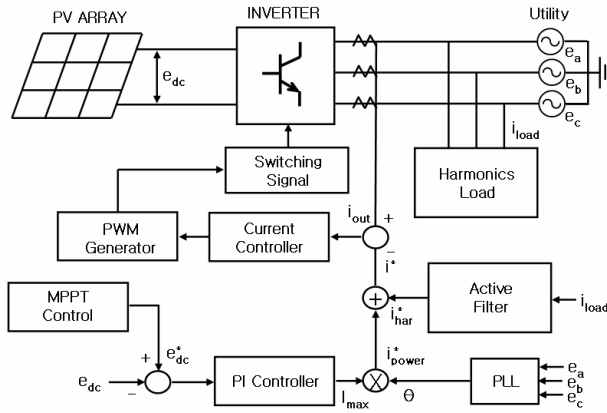 PV ARRAY
INVERTER
Utility
e_dc
e_a
e_b
e_c
i_load
Switching
Signal
Harmonics
Load
PWM
Generator
Current
Controller
i_out
+
−
i*
MPPT
Control
+
i*_har
Active
Filter
i_load
e*_dc
+
e_dc
−
PI Controller
I_max
i*_power
X
θ
PLL
e_a
e_b
e_c